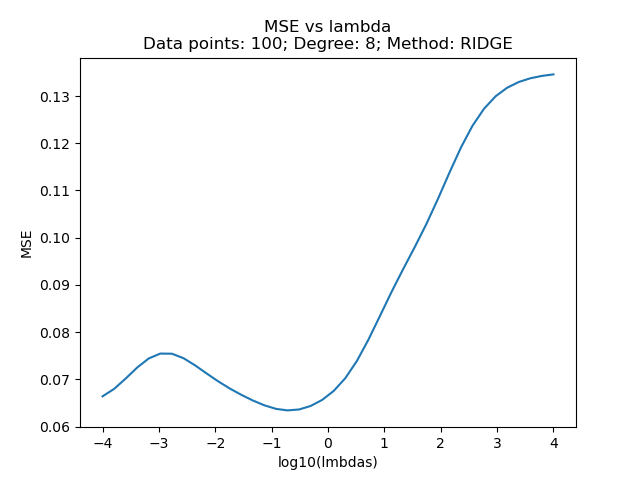 MSE vs lambda
Data points: 100; Degree: 8; Method: RIDGE
0.13
0.12
0.11
0.10
0.09
0.08
0.07
0.06
MSE
−4 −3 −2 −1 0 1 2 3 4
log10(lmbdas)